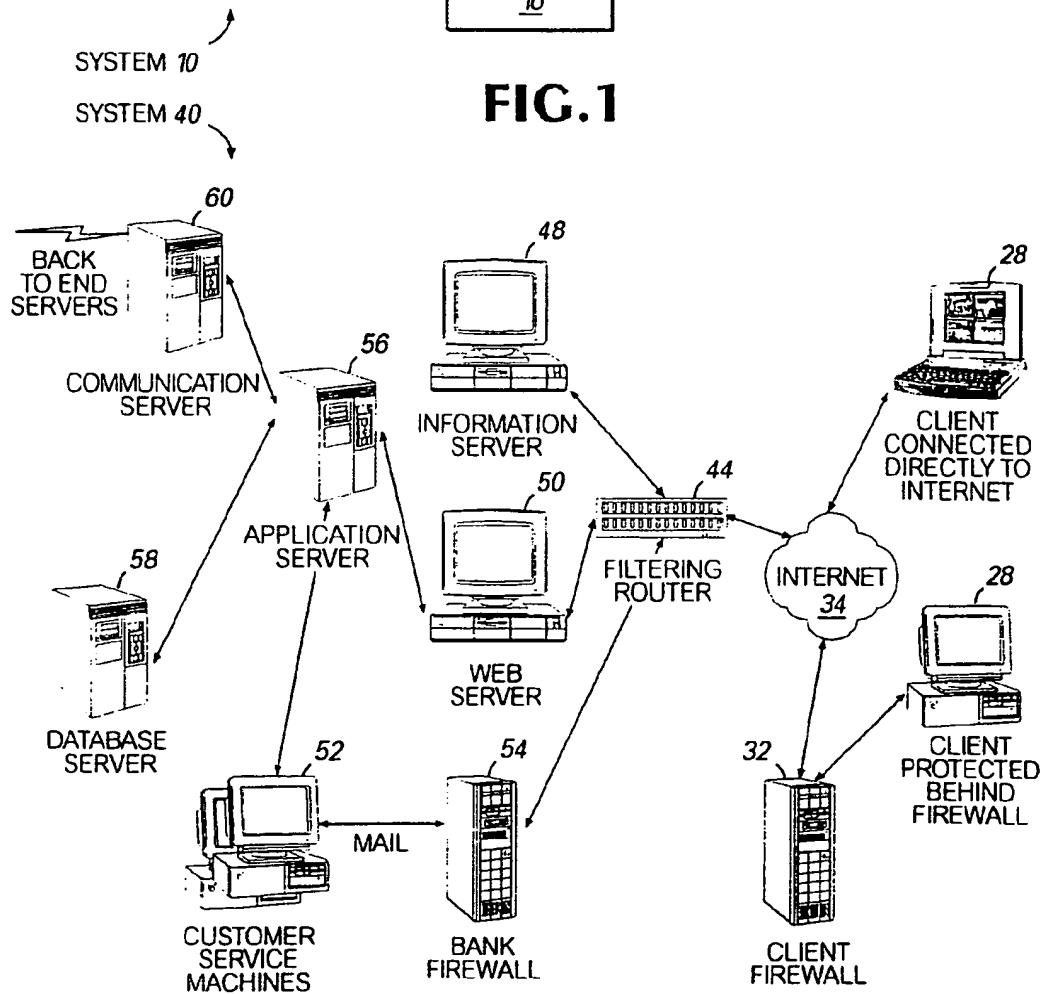 10
SYSTEM 10
FIG.1
SYSTEM 40
60
BACK
TO END
SERVERS
COMMUNICATION
SERVER
48
INFORMATION
SERVER
28
CLIENT
CONNECTED
DIRECTLY TO
INTERNET
56
APPLICATION
SERVER
50
WEB
SERVER
44
FILTERING
ROUTER
INTERNET
34
58
DATABASE
SERVER
28
CLIENT
PROTECTED
BEHIND
FIREWALL
52
CUSTOMER
SERVICE
MACHINES
MAIL
54
BANK
FIREWALL
32
CLIENT
FIREWALL